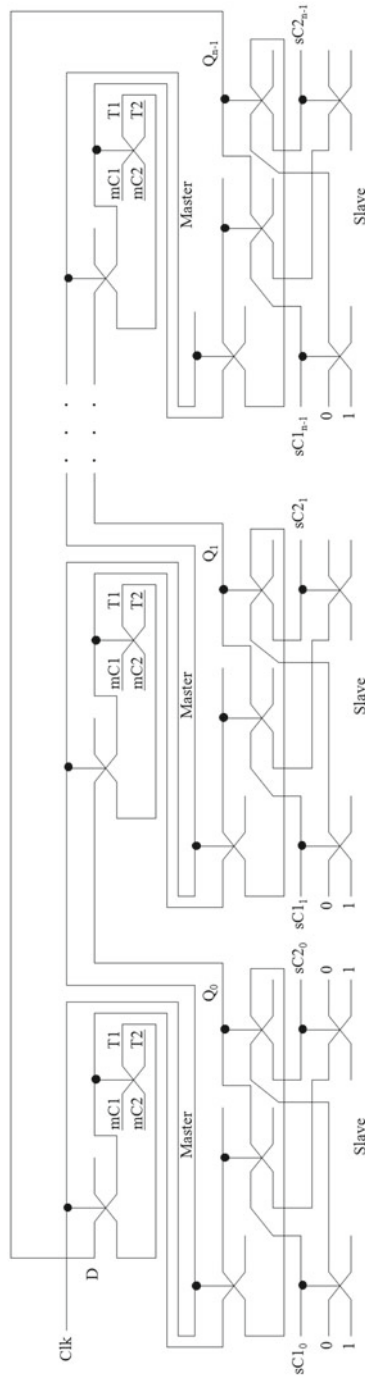 Clk . . .
D . . .
mC1 T1 mC1 T1 mC1 T1
mC2 T2 mC2 T2 mC2 T2
Master Master Master
Q₀ Q₁ Qₙ₋₁
sC1₀ sC2₀ sC1₁ sC2₁ sC1ₙ₋₁ sC2ₙ₋₁
0 0 0 0
1 1 1 1
Slave Slave Slave